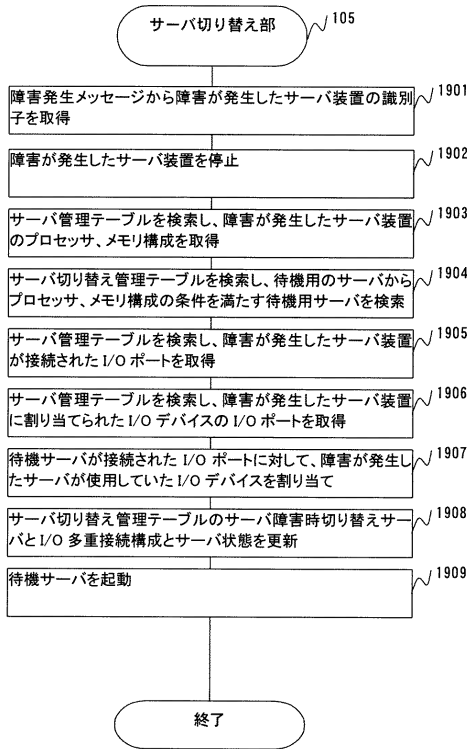 サーバ切り替え部
105
1901
障害発生メッセージから障害が発生したサーバ装置の識別
子を取得
1902
障害が発生したサーバ装置を停止
1903
サーバ管理テーブルを検索し、障害が発生したサーバ装置
のプロセッサ、メモリ構成を取得
1904
サーバ切り替え管理テーブルを検索し、待機用のサーバから
プロセッサ、メモリ構成の条件を満たす待機用サーバを検索
1905
サーバ管理テーブルを検索し、障害が発生したサーバ装置
が接続された I/O ポートを取得
1906
サーバ管理テーブルを検索し、障害が発生したサーバ装置
に割り当てられた I/O デバイスの I/O ポートを取得
1907
待機サーバが接続された I/O ポートに対して、障害が発生し
たサーバが使用していた I/O デバイスを割り当て
1908
サーバ切り替え管理テーブルのサーバ障害時切り替えサー
バと I/O 多重接続構成とサーバ状態を更新
1909
待機サーバを起動
終了